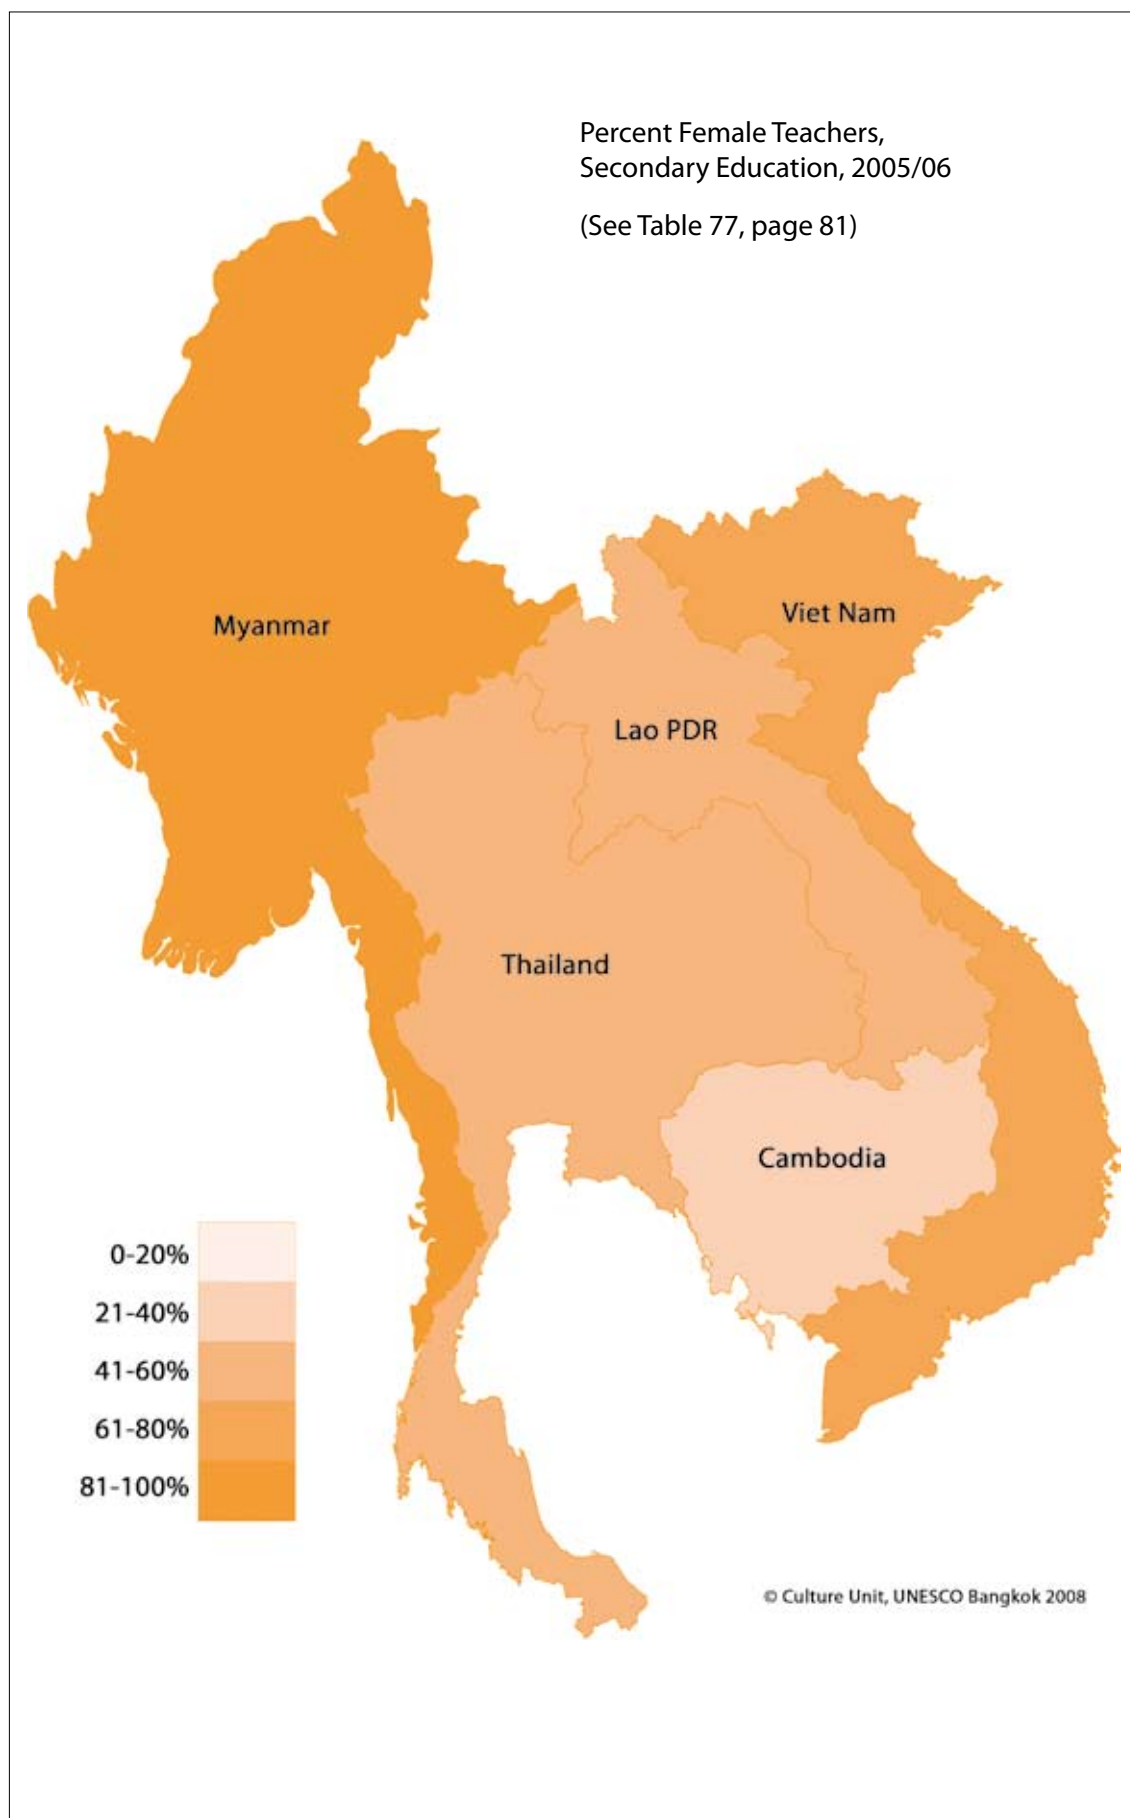 Percent Female Teachers,
Secondary Education, 2005/06
(See Table 77, page 81)
Myanmar
Viet Nam
Lao PDR
Thailand
Cambodia
0-20%
21-40%
41-60%
61-80%
81-100%
© Culture Unit, UNESCO Bangkok 2008